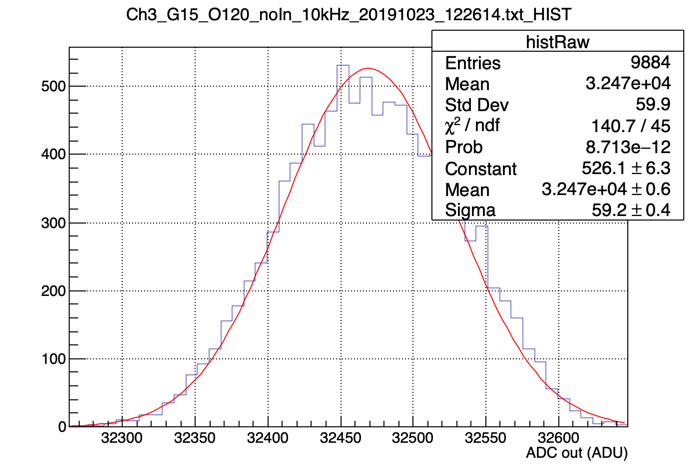 Ch3_G15_O120_noIn_10kHz_20191023_122614.txt_HIST
histRaw
Entries 9884
Mean 3.247e+04
Std Dev 59.9
χ² / ndf 140.7 / 45
Prob 8.713e−12
Constant 526.1 ± 6.3
Mean 3.247e+04 ± 0.6
Sigma 59.2 ± 0.4
500
400
300
200
100
0
32300 32350 32400 32450 32500 32550 32600
ADC out (ADU)